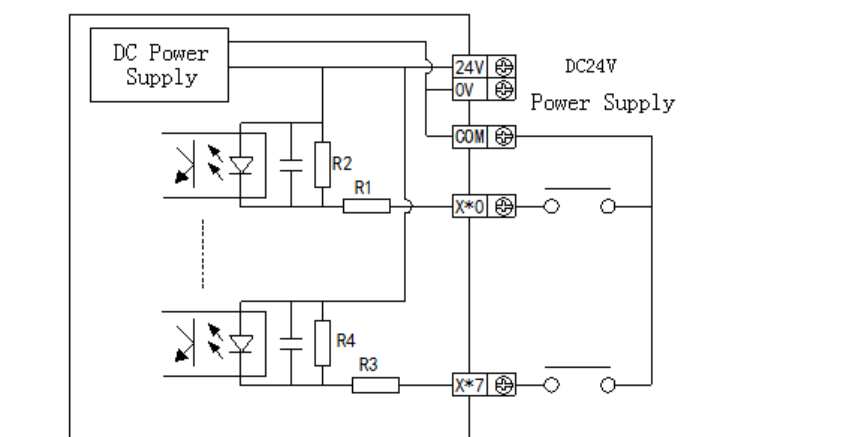 DC Power
Supply
24V
DC24V
0V
Power Supply
COM
R2
R1
X*0
R4
R3
X*7